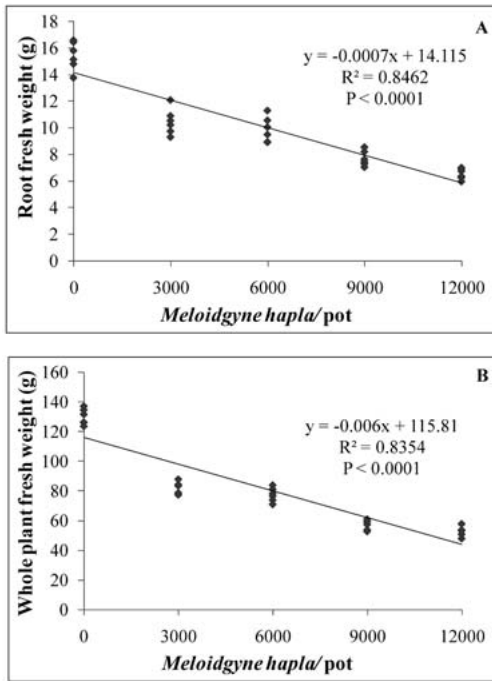 A
Root fresh weight (g)
18
16
14
12
10
8
6
4
2
0
y = -0.0007x + 14.115
R² = 0.8462
P < 0.0001
0 3000 6000 9000 12000
Meloidgyne hapla/ pot
B
Whole plant fresh weight (g)
160
140
120
100
80
60
40
20
0
y = -0.006x + 115.81
R² = 0.8354
P < 0.0001
0 3000 6000 9000 12000
Meloidgyne hapla/ pot